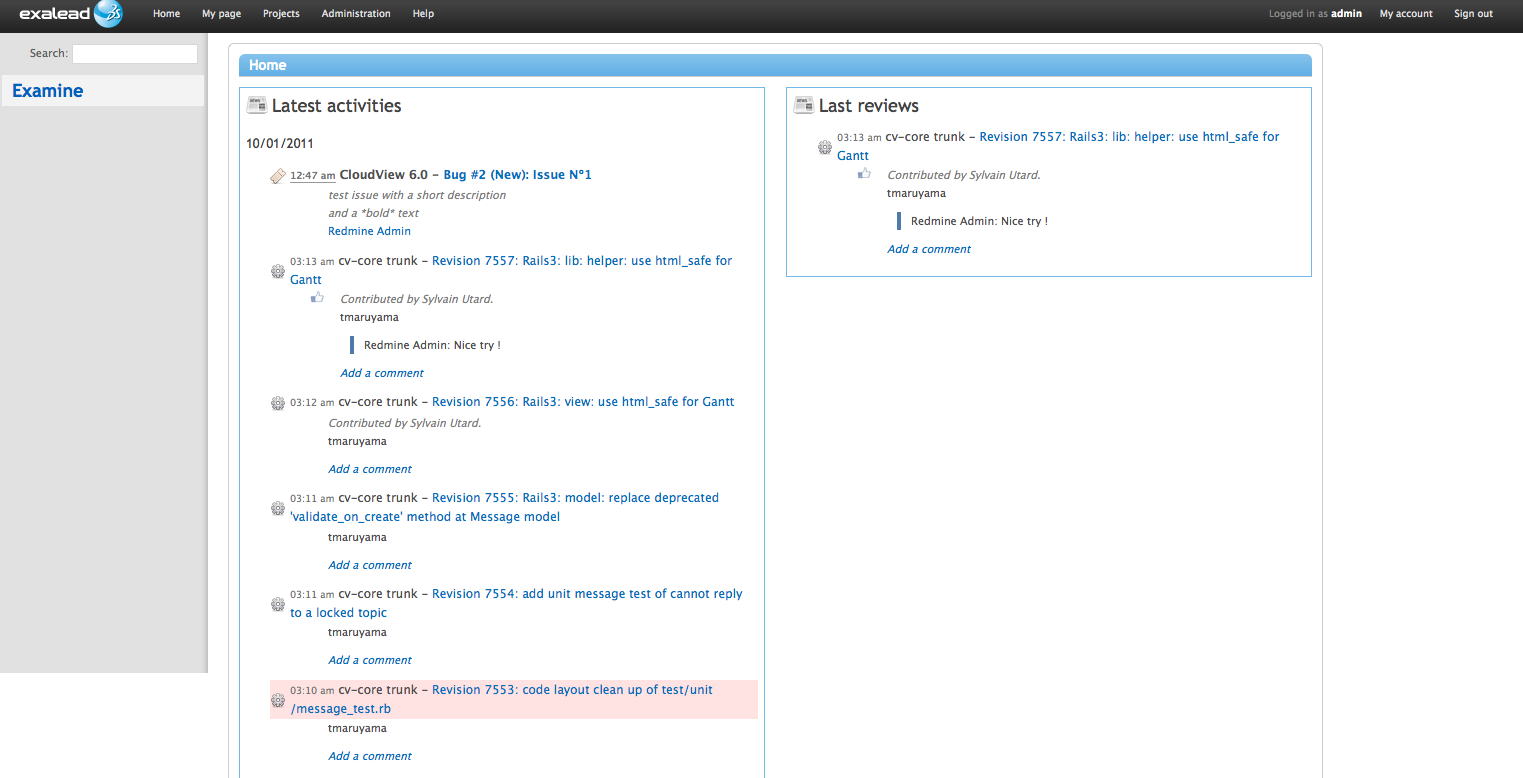 exalead
Home My page Projects Administration Help
Logged in as admin My account Sign out
Search:
Examine
Home
Latest activities
10/01/2011
12:47 am CloudView 6.0 – Bug #2 (New): Issue N°1
test issue with a short description
and a *bold* text
Redmine Admin
03:13 am cv-core trunk – Revision 7557: Rails3: lib: helper: use html_safe for
Gantt
Contributed by Sylvain Utard.
tmaruyama
Redmine Admin: Nice try !
Add a comment
03:12 am cv-core trunk – Revision 7556: Rails3: view: use html_safe for Gantt
Contributed by Sylvain Utard.
tmaruyama
Add a comment
03:11 am cv-core trunk – Revision 7555: Rails3: model: replace deprecated
'validate_on_create' method at Message model
tmaruyama
Add a comment
03:11 am cv-core trunk – Revision 7554: add unit message test of cannot reply
to a locked topic
tmaruyama
Add a comment
03:10 am cv-core trunk – Revision 7553: code layout clean up of test/unit
/message_test.rb
tmaruyama
Add a comment
Last reviews
03:13 am cv-core trunk – Revision 7557: Rails3: lib: helper: use html_safe for
Gantt
Contributed by Sylvain Utard.
tmaruyama
Redmine Admin: Nice try !
Add a comment